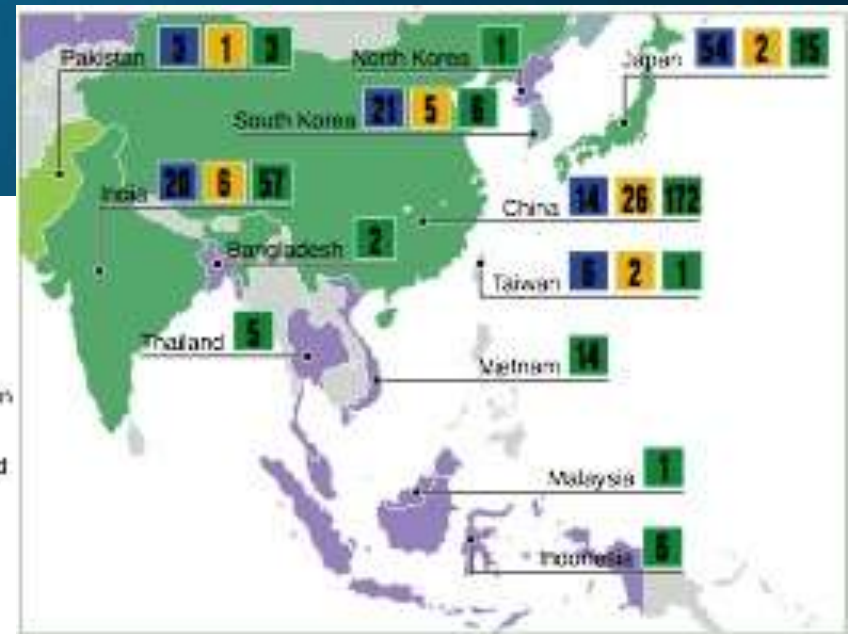 Pakistan 3 1 3
North Korea 1
Japan 54 2 15
South Korea 21 5 6
India 20 6 57
China 14 26 172
Bangladesh 2
Taiwan 6 2 1
Thailand 5
Vietnam 14
Malaysia 1
Indonesia 6